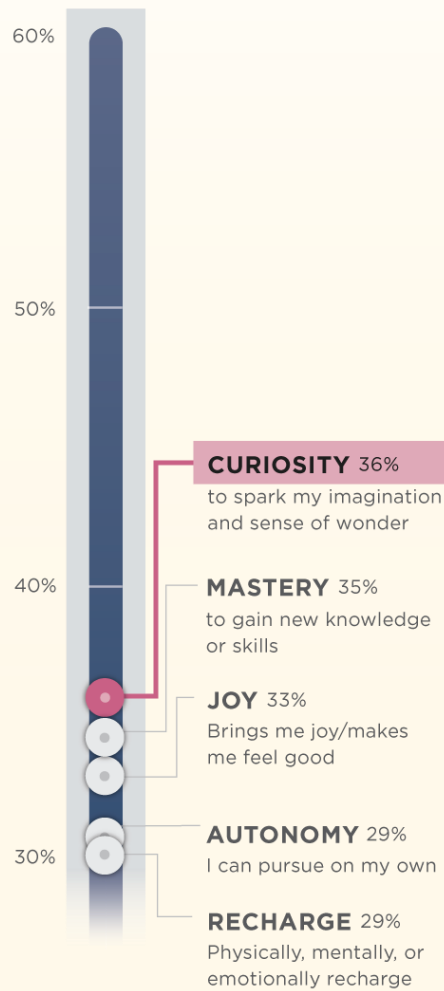 60%
50%
CURIOSITY 36%
to spark my imagination
and sense of wonder
40%
MASTERY 35%
to gain new knowledge
or skills
JOY 33%
Brings me joy/makes
me feel good
AUTONOMY 29%
30%
I can pursue on my own
RECHARGE 29%
Physically, mentally, or
emotionally recharge